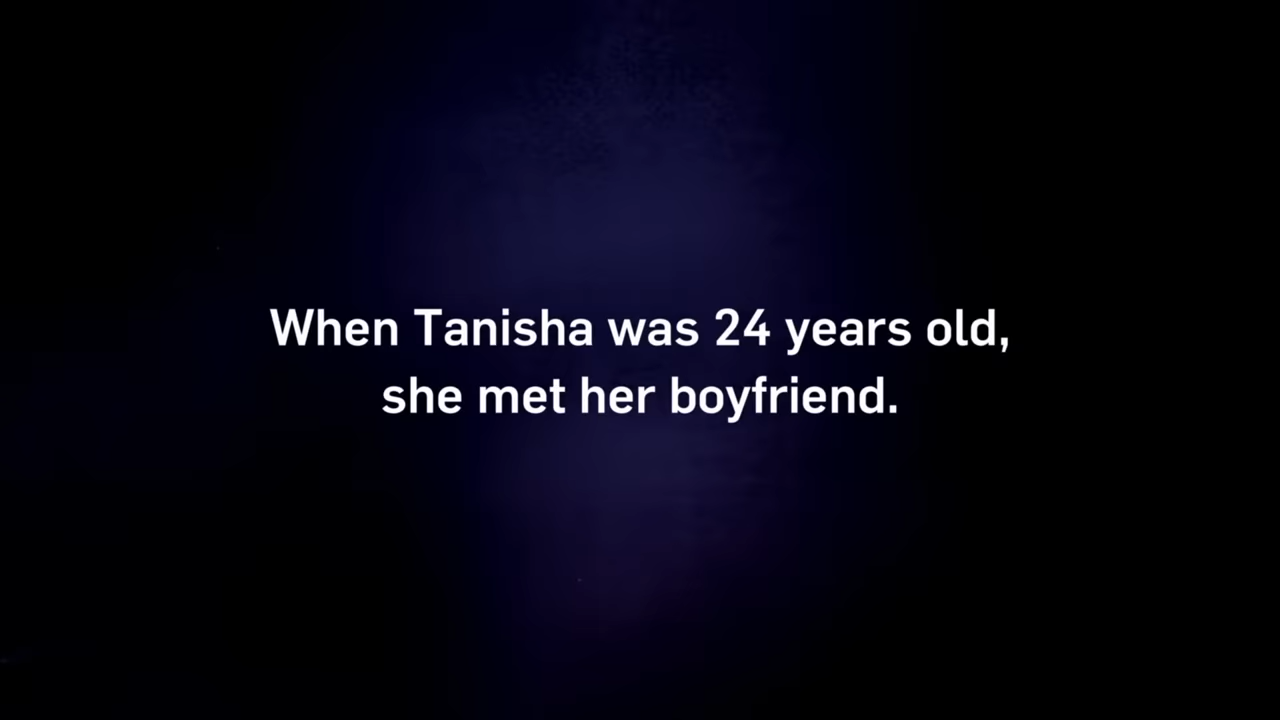 When Tanisha was 24 years old,
she met her boyfriend.